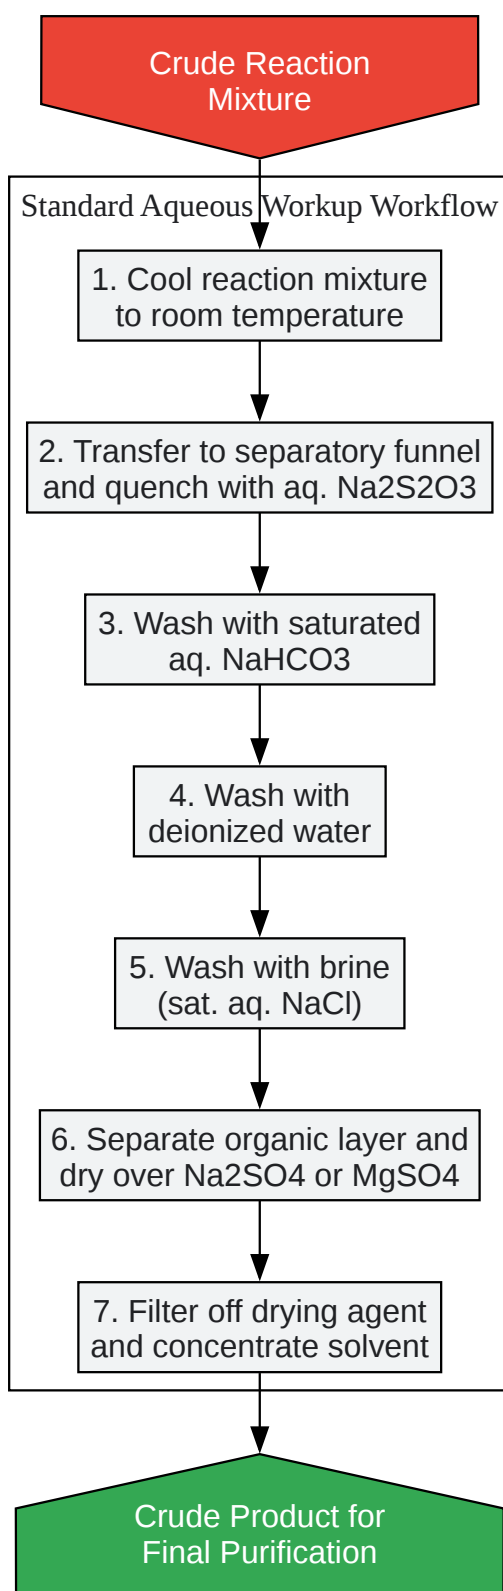 Crude Reaction
Mixture
Standard Aqueous Workup Workflow
1. Cool reaction mixture
to room temperature
2. Transfer to separatory funnel
and quench with aq. Na2S2O3
3. Wash with saturated
aq. NaHCO3
4. Wash with
deionized water
5. Wash with brine
(sat. aq. NaCl)
6. Separate organic layer and
dry over Na2SO4 or MgSO4
7. Filter off drying agent
and concentrate solvent
Crude Product for
Final Purification